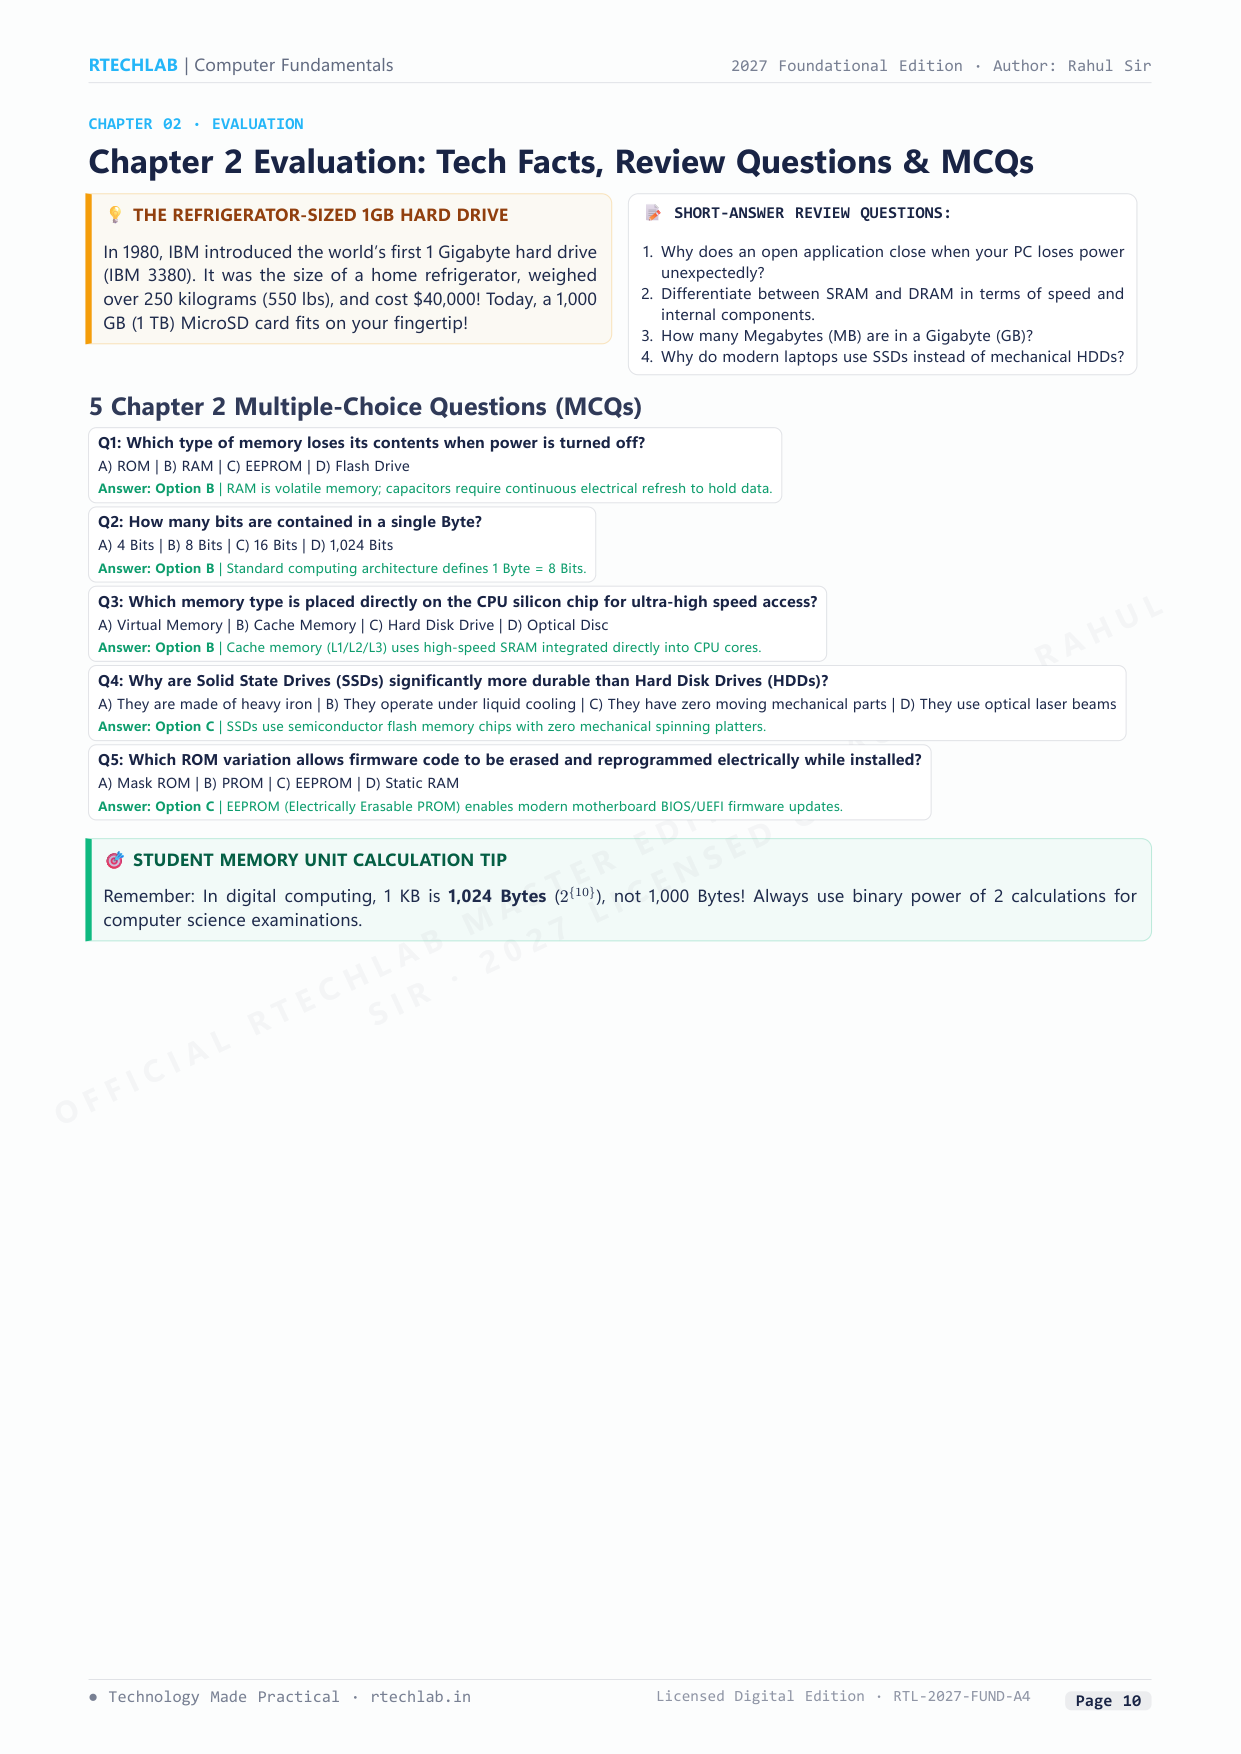 RTECHLAB | Computer Fundamentals
2027 Foundational Edition · Author: Rahul Sir
CHAPTER 02 · EVALUATION
Chapter 2 Evaluation: Tech Facts, Review Questions & MCQs
💡 THE REFRIGERATOR-SIZED 1GB HARD DRIVE
In 1980, IBM introduced the world's first 1 Gigabyte hard drive
(IBM 3380). It was the size of a home refrigerator, weighed
over 250 kilograms (550 lbs), and cost $40,000! Today, a 1,000
GB (1 TB) MicroSD card fits on your fingertip!
📝 SHORT-ANSWER REVIEW QUESTIONS:
1. Why does an open application close when your PC loses power
unexpectedly?
2. Differentiate between SRAM and DRAM in terms of speed and
internal components.
3. How many Megabytes (MB) are in a Gigabyte (GB)?
4. Why do modern laptops use SSDs instead of mechanical HDDs?
5 Chapter 2 Multiple-Choice Questions (MCQs)
Q1: Which type of memory loses its contents when power is turned off?
A) ROM | B) RAM | C) EEPROM | D) Flash Drive
Answer: Option B | RAM is volatile memory; capacitors require continuous electrical refresh to hold data.
Q2: How many bits are contained in a single Byte?
A) 4 Bits | B) 8 Bits | C) 16 Bits | D) 1,024 Bits
Answer: Option B | Standard computing architecture defines 1 Byte = 8 Bits.
Q3: Which memory type is placed directly on the CPU silicon chip for ultra-high speed access?
A) Virtual Memory | B) Cache Memory | C) Hard Disk Drive | D) Optical Disc
Answer: Option B | Cache memory (L1/L2/L3) uses high-speed SRAM integrated directly into CPU cores.
Q4: Why are Solid State Drives (SSDs) significantly more durable than Hard Disk Drives (HDDs)?
A) They are made of heavy iron | B) They operate under liquid cooling | C) They have zero moving mechanical parts | D) They use optical laser beams
Answer: Option C | SSDs use semiconductor flash memory chips with zero mechanical spinning platters.
Q5: Which ROM variation allows firmware code to be erased and reprogrammed electrically while installed?
A) Mask ROM | B) PROM | C) EEPROM | D) Static RAM
Answer: Option C | EEPROM (Electrically Erasable PROM) enables modern motherboard BIOS/UEFI firmware updates.
🎯 STUDENT MEMORY UNIT CALCULATION TIP
Remember: In digital computing, 1 KB is 1,024 Bytes (2^{10}), not 1,000 Bytes! Always use binary power of 2 calculations for
computer science examinations.
OFFICIAL RTECHLAB MASTER RAHUL
SIR · 2027 LICENSED
● Technology Made Practical · rtechlab.in
Licensed Digital Edition · RTL-2027-FUND-A4
Page 10